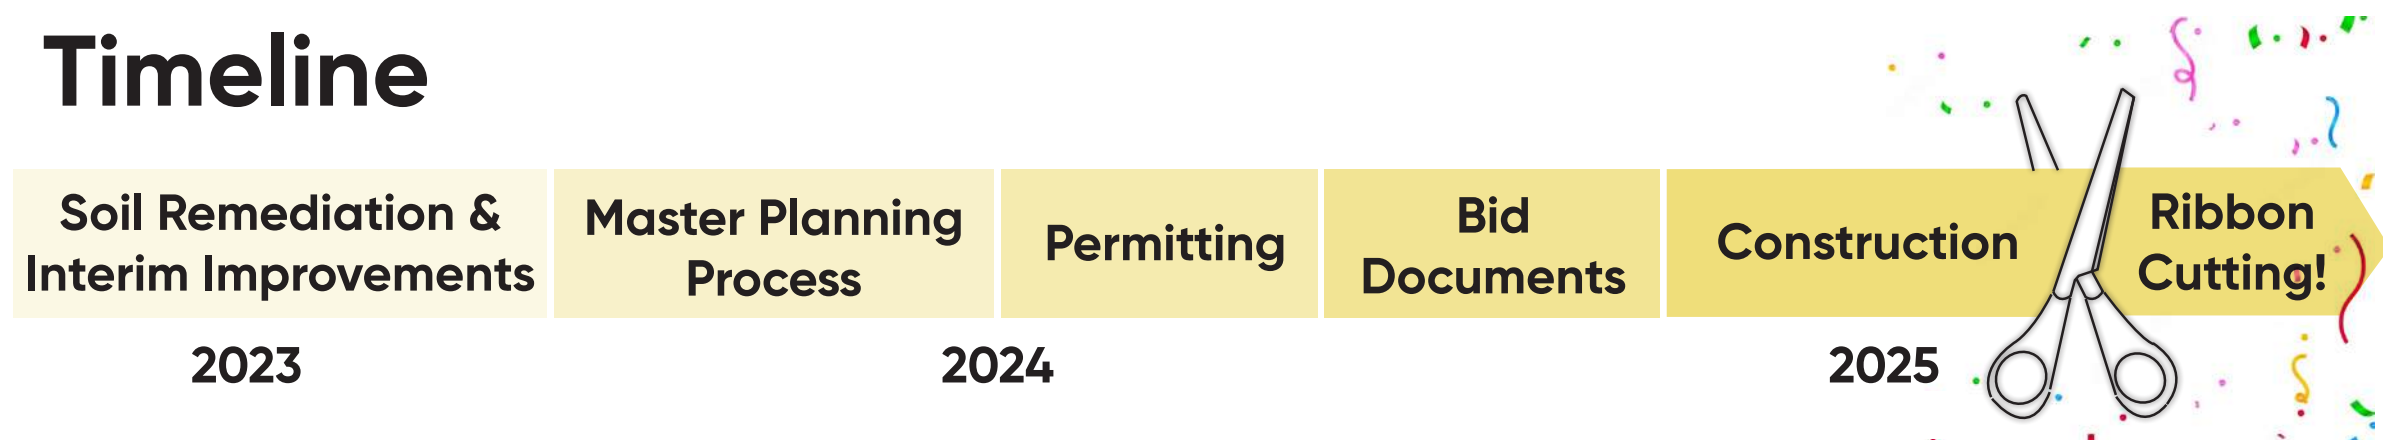 Timeline
Soil Remediation &
Interim Improvements
Master Planning
Process
Permitting
Bid
Documents
Construction
Ribbon
Cutting!
2023
2024
2025